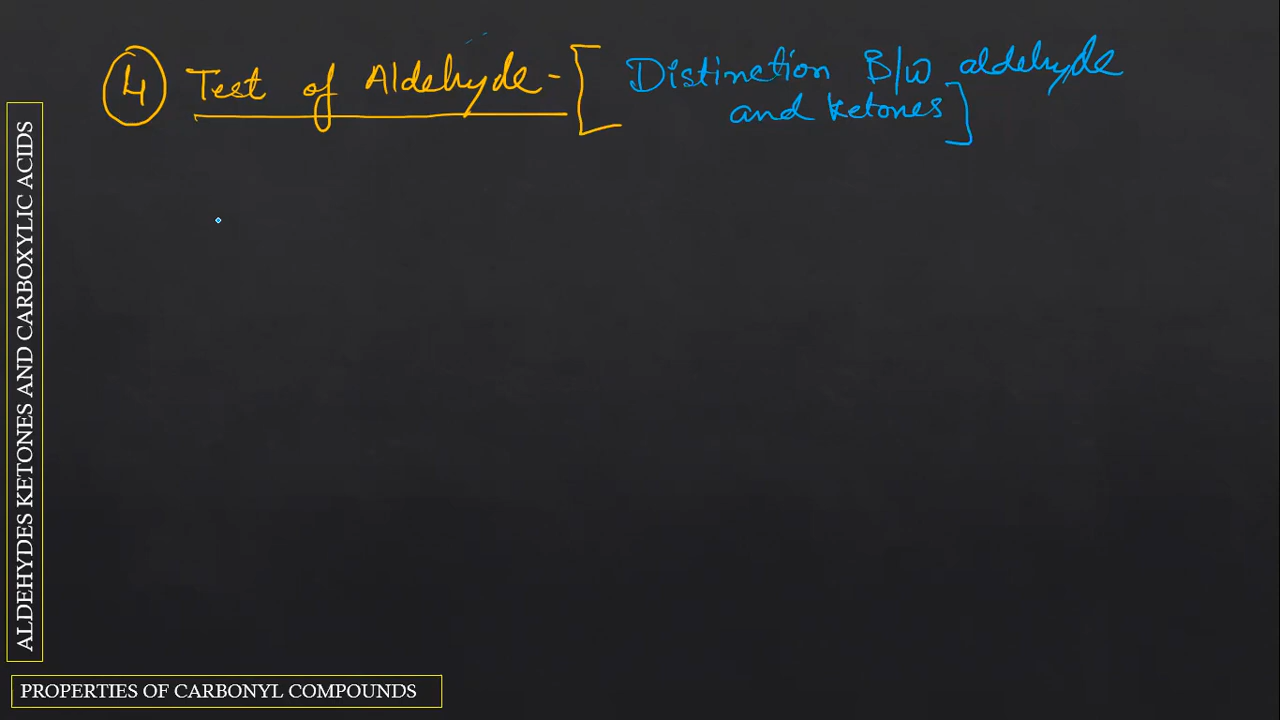 ④ Test of Aldehyde - [ Distinction B/w aldehyde
and ketones ]
ALDEHYDES KETONES AND CARBOXYLIC ACIDS
PROPERTIES OF CARBONYL COMPOUNDS